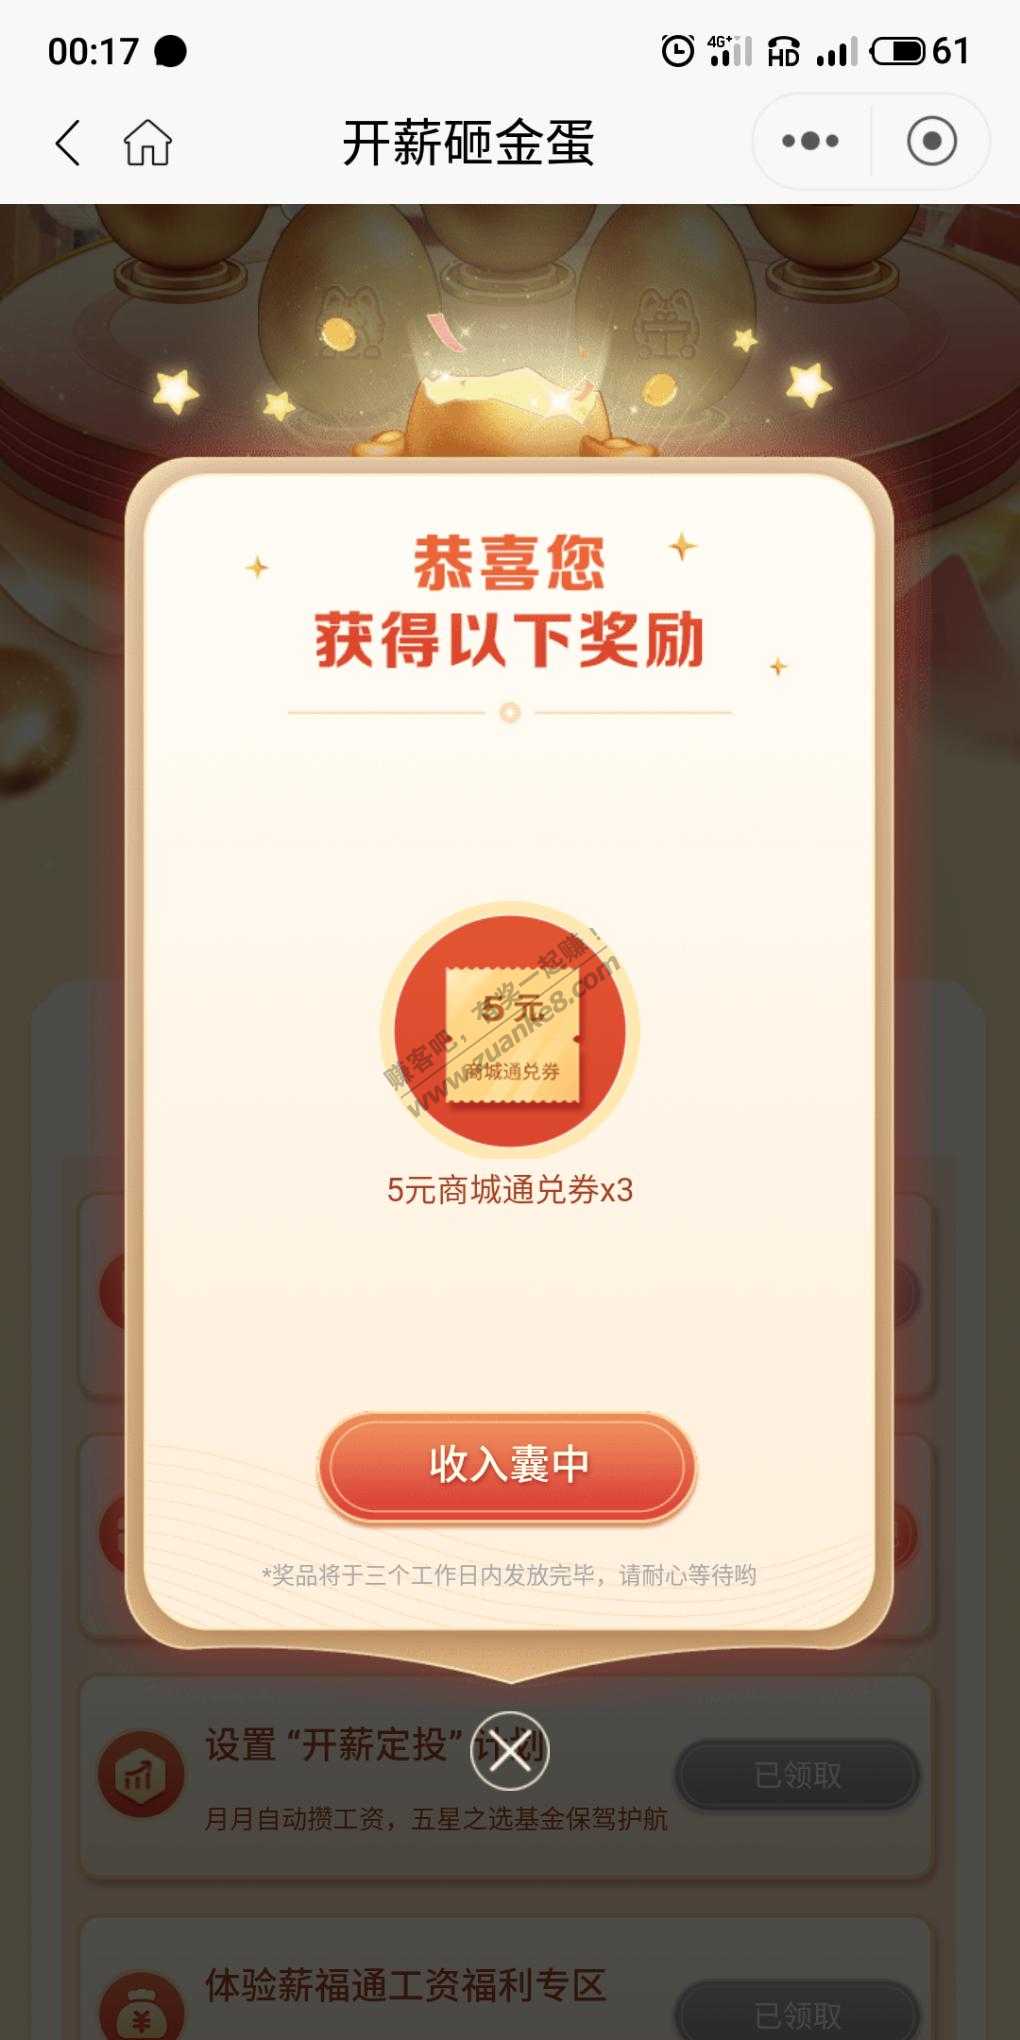 00:17
4G+
HD
61
开薪砸金蛋
恭喜您
获得以下奖励
5元
商城通兑券
赚客吧，有奖一起赚！
www.zuanke8.com
5元商城通兑券x3
收入囊中
*奖品将于三个工作日内发放完毕，请耐心等待哟
设置“开薪定投”计划
已领取
月月自动攒工资，五星之选基金保驾护航
体验薪福通工资福利专区
已领取